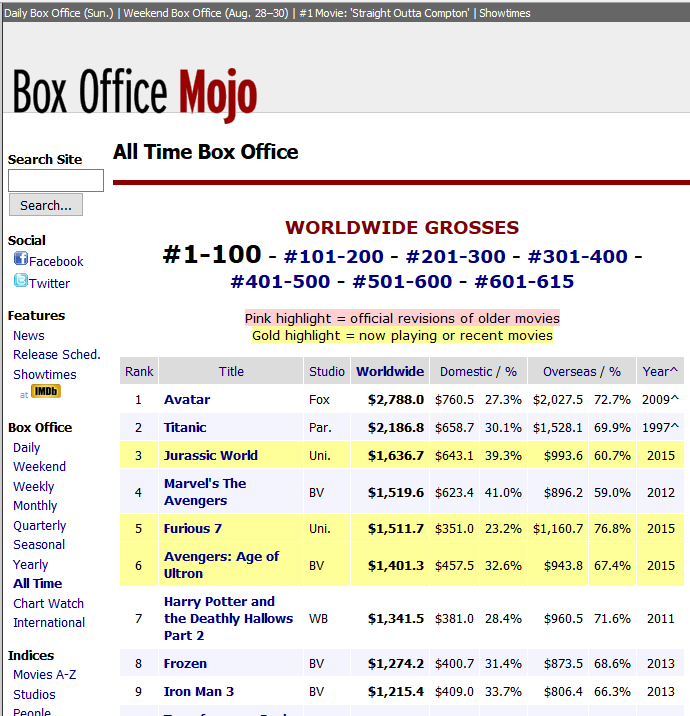 Daily Box Office (Sun.) | Weekend Box Office (Aug. 28–30) | #1 Movie: 'Straight Outta Compton' | Showtimes
Box Office Mojo
Search Site
Search...
Social
Facebook
Twitter
Features
News
Release Sched.
Showtimes
at IMDb
Box Office
Daily
Weekend
Weekly
Monthly
Quarterly
Seasonal
Yearly
All Time
Chart Watch
International
Indices
Movies A-Z
Studios
People
All Time Box Office
WORLDWIDE GROSSES
#1-100 - #101-200 - #201-300 - #301-400 -
#401-500 - #501-600 - #601-615
Pink highlight = official revisions of older movies
Gold highlight = now playing or recent movies
Rank Title Studio Worldwide Domestic / % Overseas / % Year^
1 Avatar Fox $2,788.0 $760.5 27.3% $2,027.5 72.7% 2009^
2 Titanic Par. $2,186.8 $658.7 30.1% $1,528.1 69.9% 1997^
3 Jurassic World Uni. $1,636.7 $643.1 39.3% $993.6 60.7% 2015
4 Marvel's The
Avengers BV $1,519.6 $623.4 41.0% $896.2 59.0% 2012
5 Furious 7 Uni. $1,511.7 $351.0 23.2% $1,160.7 76.8% 2015
6 Avengers: Age of
Ultron BV $1,401.3 $457.5 32.6% $943.8 67.4% 2015
7 Harry Potter and
the Deathly Hallows
Part 2 WB $1,341.5 $381.0 28.4% $960.5 71.6% 2011
8 Frozen BV $1,274.2 $400.7 31.4% $873.5 68.6% 2013
9 Iron Man 3 BV $1,215.4 $409.0 33.7% $806.4 66.3% 2013